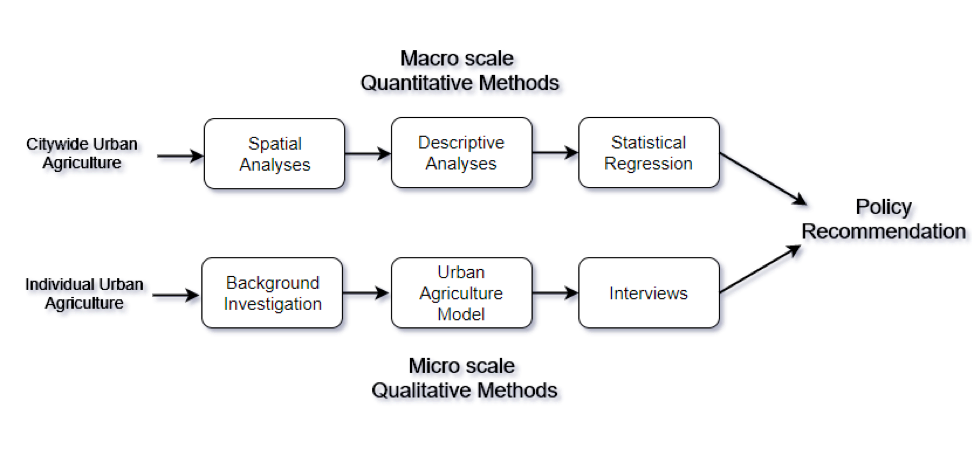 Macro scale
Quantitative Methods
Citywide Urban
Agriculture
Spatial
Analyses
Descriptive
Analyses
Statistical
Regression
Policy
Recommendation
Individual Urban
Agriculture
Background
Investigation
Urban
Agriculture
Model
Interviews
Micro scale
Qualitative Methods